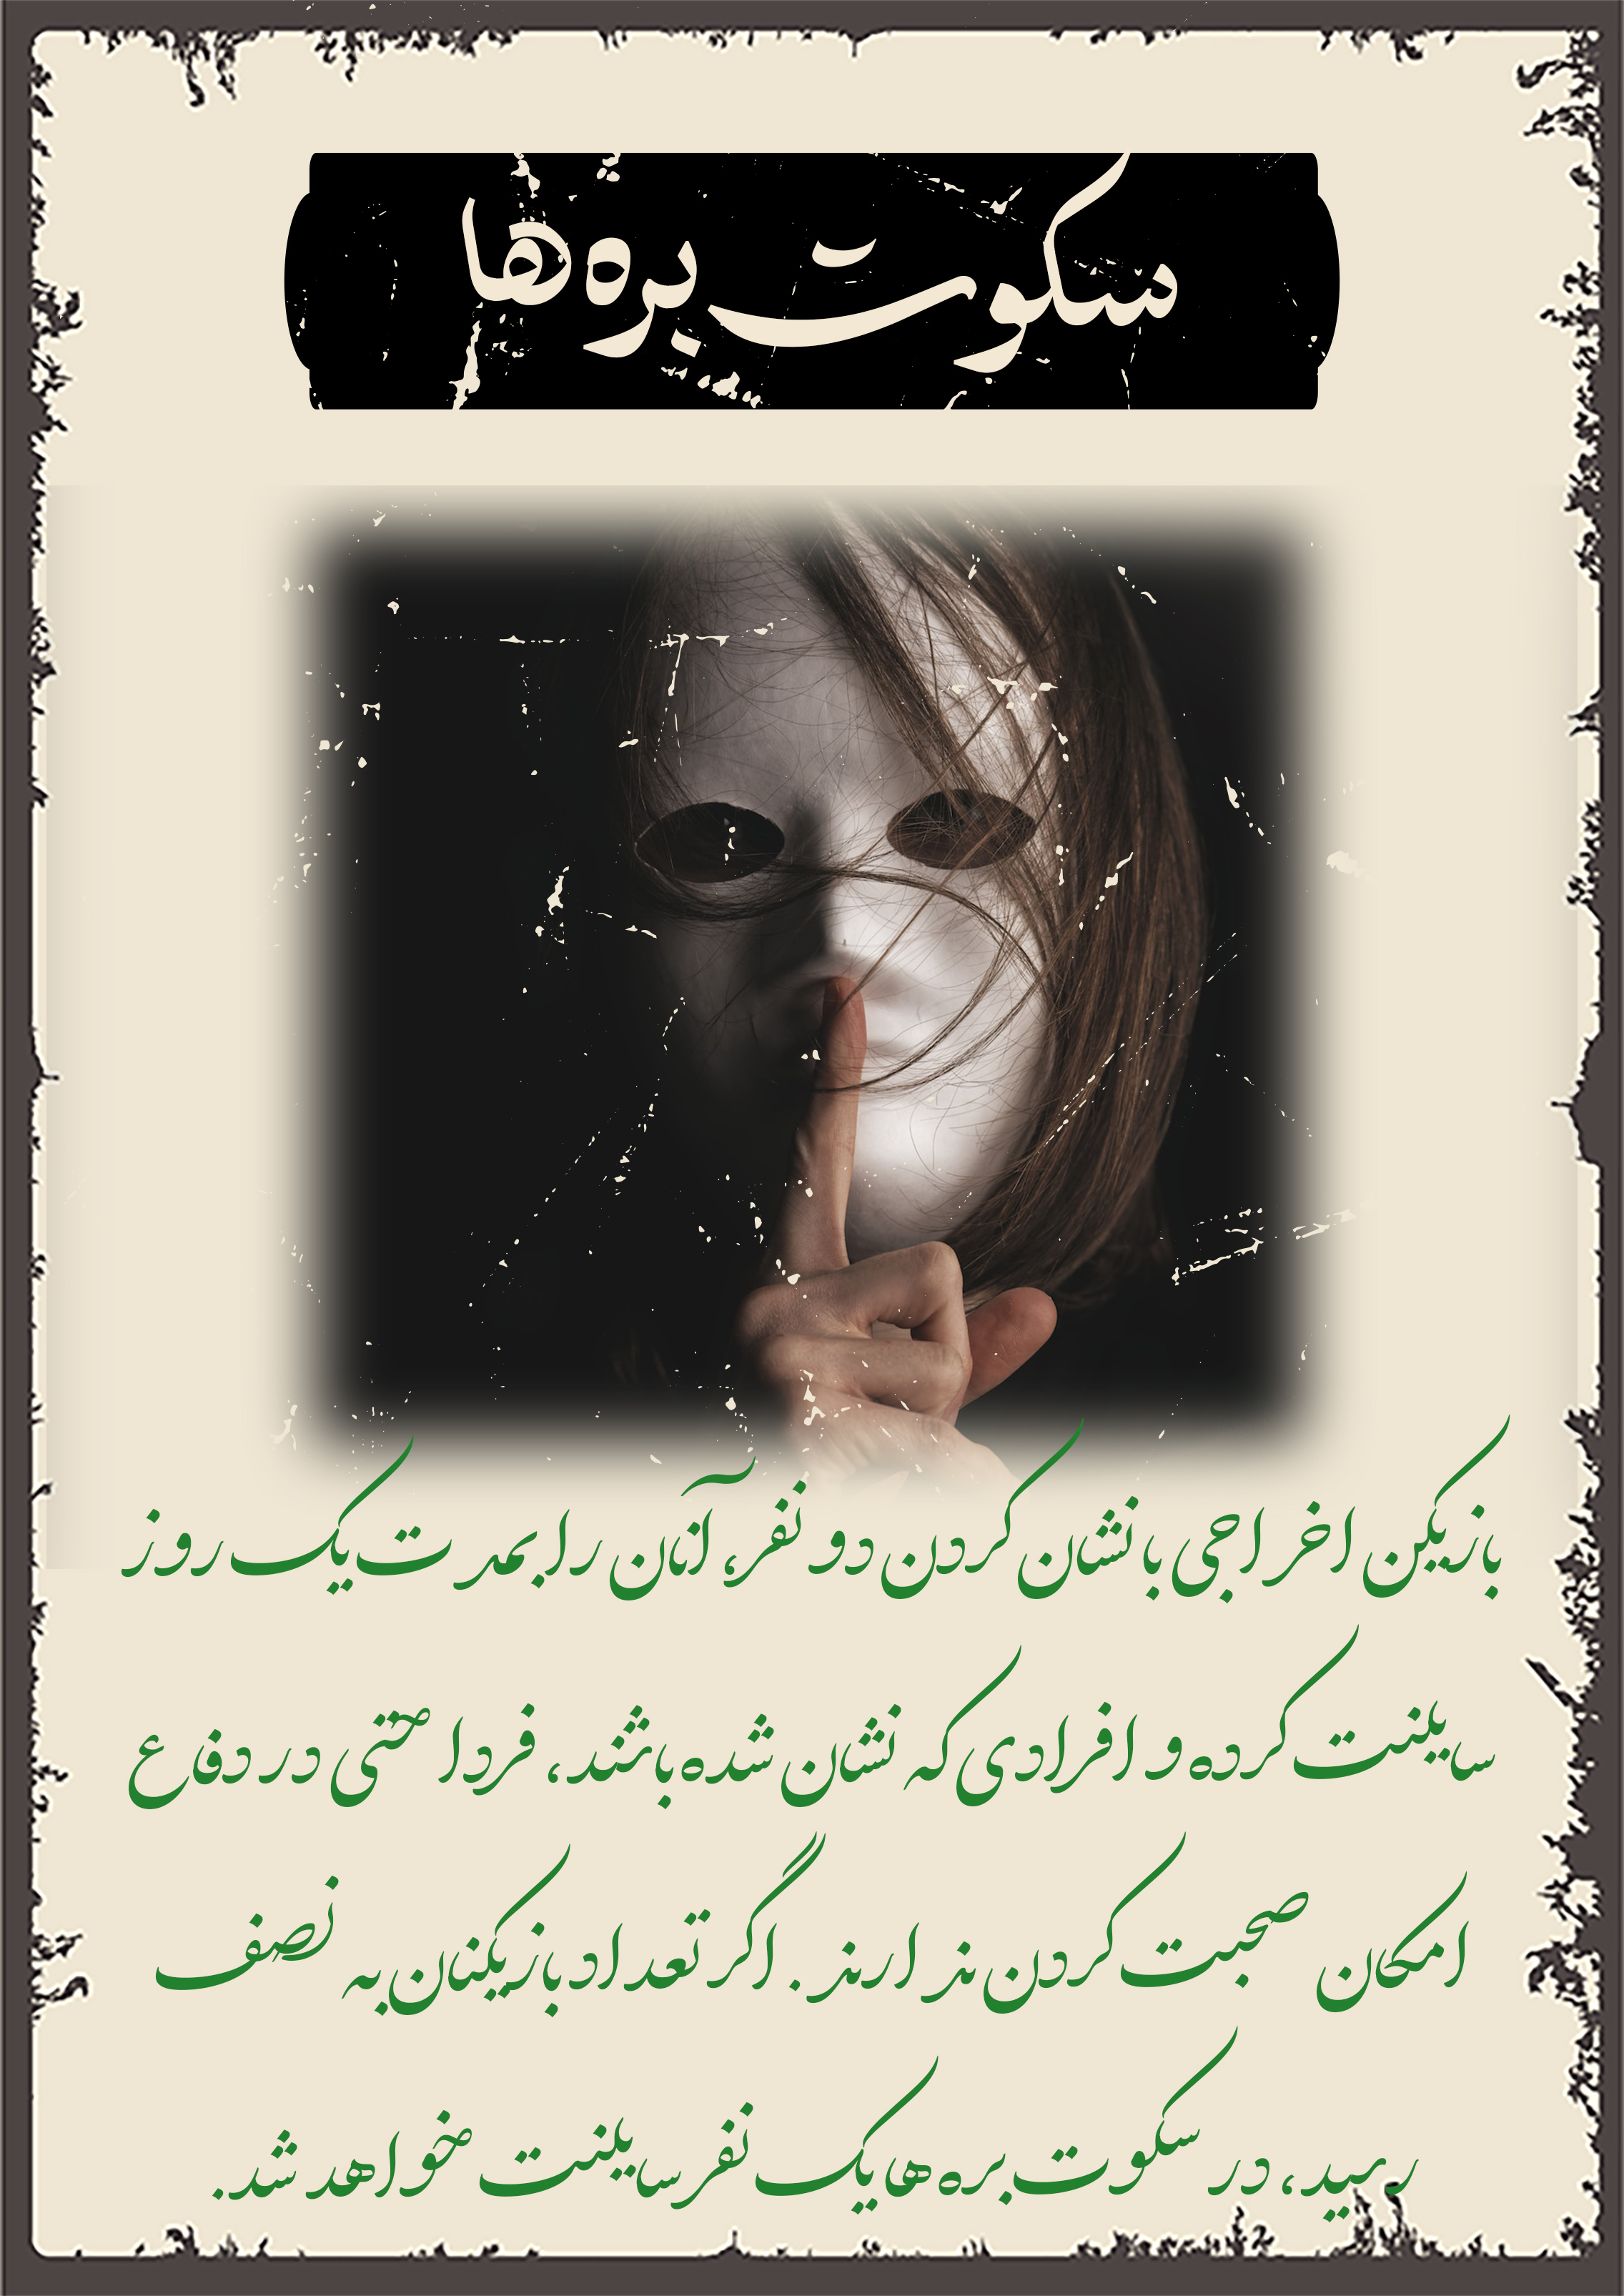 سکوت بره‌ها
بازیکن اخراجی با نشان کردن دو نفر، آنان را بمدت یک روز
سایلنت کرده و افرادی که نشان شده باشند، فردا حتی در دفاع
امکان صحبت کردن ندارند. اگر تعداد بازیکنان به نصف
رسید، در سکوت بره‌ها یک نفر سایلنت خواهد شد.